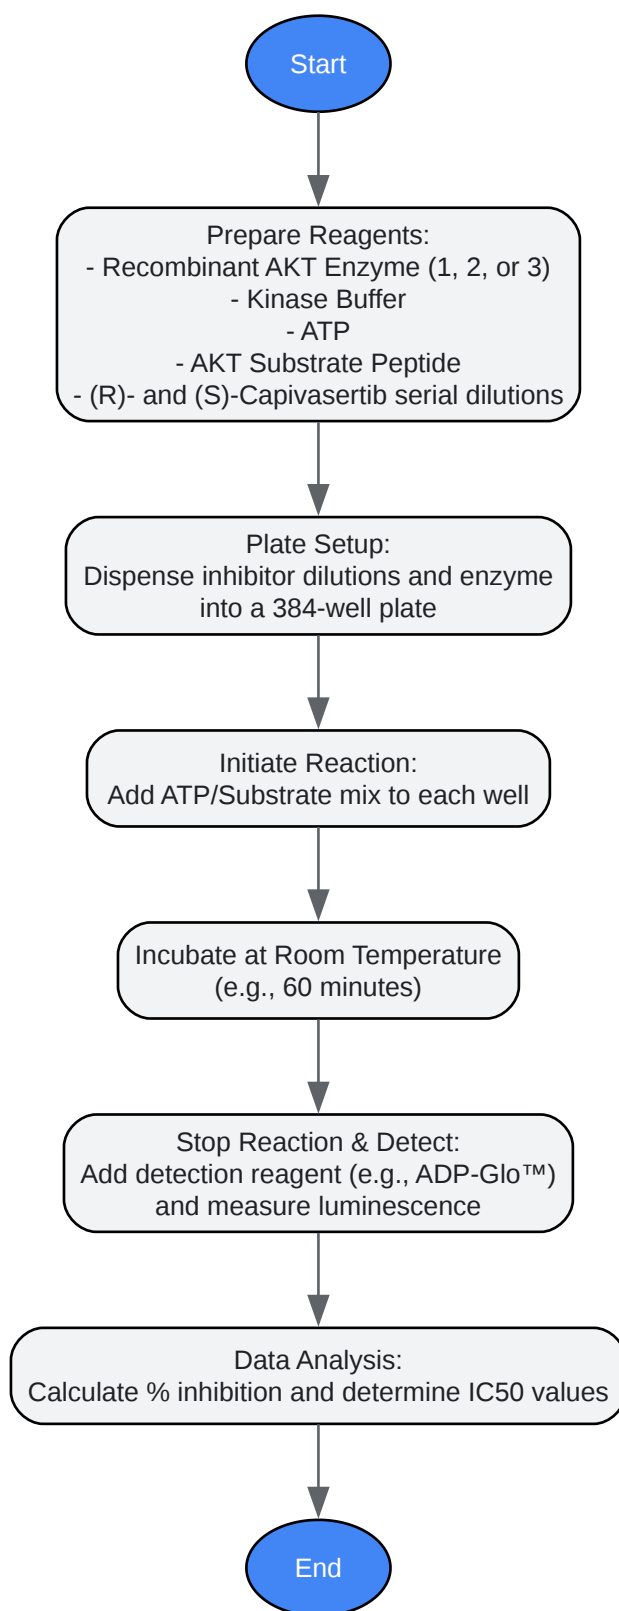 Start
Prepare Reagents:
- Recombinant AKT Enzyme (1, 2, or 3)
- Kinase Buffer
- ATP
- AKT Substrate Peptide
- (R)- and (S)-Capivasertib serial dilutions
Plate Setup:
Dispense inhibitor dilutions and enzyme
into a 384-well plate
Initiate Reaction:
Add ATP/Substrate mix to each well
Incubate at Room Temperature
(e.g., 60 minutes)
Stop Reaction & Detect:
Add detection reagent (e.g., ADP-Glo™)
and measure luminescence
Data Analysis:
Calculate % inhibition and determine IC50 values
End